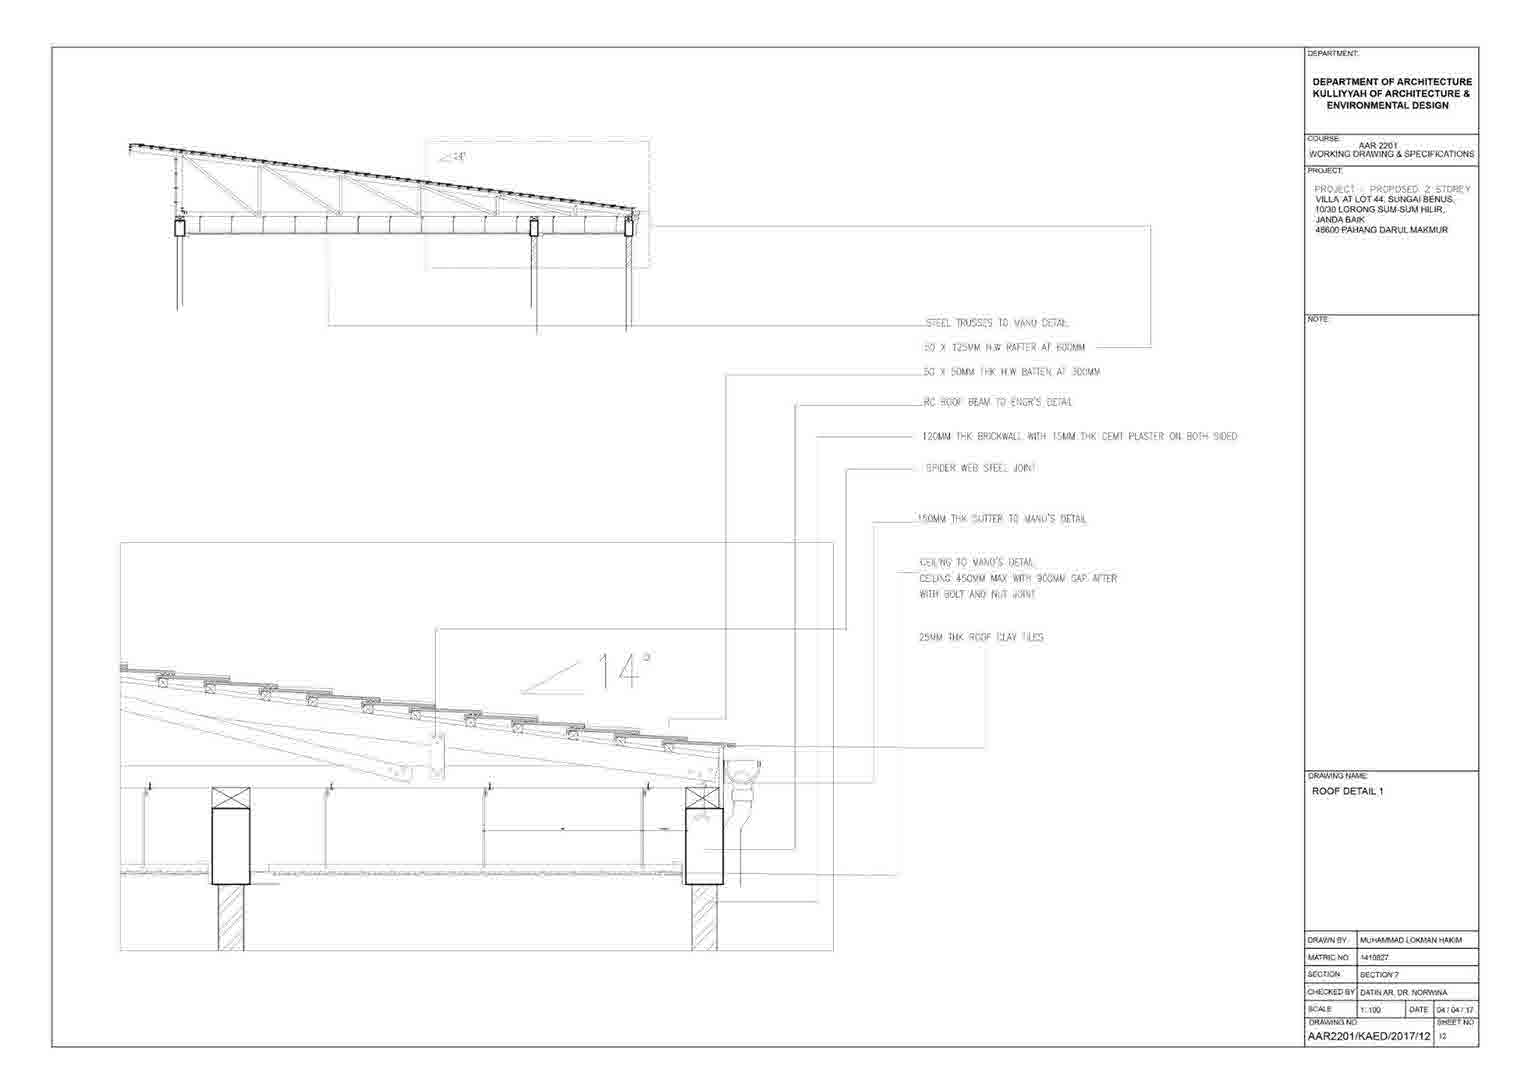 14°
STEEL TRUSSES TO MANU DETAIL
50 X 125MM H.W RAFTER AT 600MM
50 X 50MM THK H.W BATTEN AT 300MM
RC ROOF BEAM TO ENGR'S DETAIL
120MM THK BRICKWALL WITH 15MM THK CEMT PLASTER ON BOTH SIDED
SPIDER WEB STEEL JOINT
150MM THK GUTTER TO MANU'S DETAIL
CEILING TO MANU'S DETAIL
CEILING 450MM MAX WITH 900MM GAP AFTER
WITH BOLT AND NUT JOINT
25MM THK ROOF CLAY TILES
14°
DEPARTMENT:
DEPARTMENT OF ARCHITECTURE
KULLIYYAH OF ARCHITECTURE &
ENVIRONMENTAL DESIGN
COURSE:
AAR 2201
WORKING DRAWING & SPECIFICATIONS
PROJECT:
PROJECT : PROPOSED 2 STOREY
VILLA AT LOT 44, SUNGAI BENUS,
10/30 LORONG SUM-SUM HILIR,
JANDA BAIK
48600 PAHANG DARUL MAKMUR
NOTE:
DRAWING NAME:
ROOF DETAIL 1
DRAWN BY: MUHAMMAD LOKMAN HAKIM
MATRIC NO 1410827
SECTION SECTION 7
CHECKED BY DATIN AR. DR. NORWINA
SCALE 1: 100 DATE 04 / 04 / 17
DRAWING NO SHEET NO
AAR2201/KAED/2017/12 12